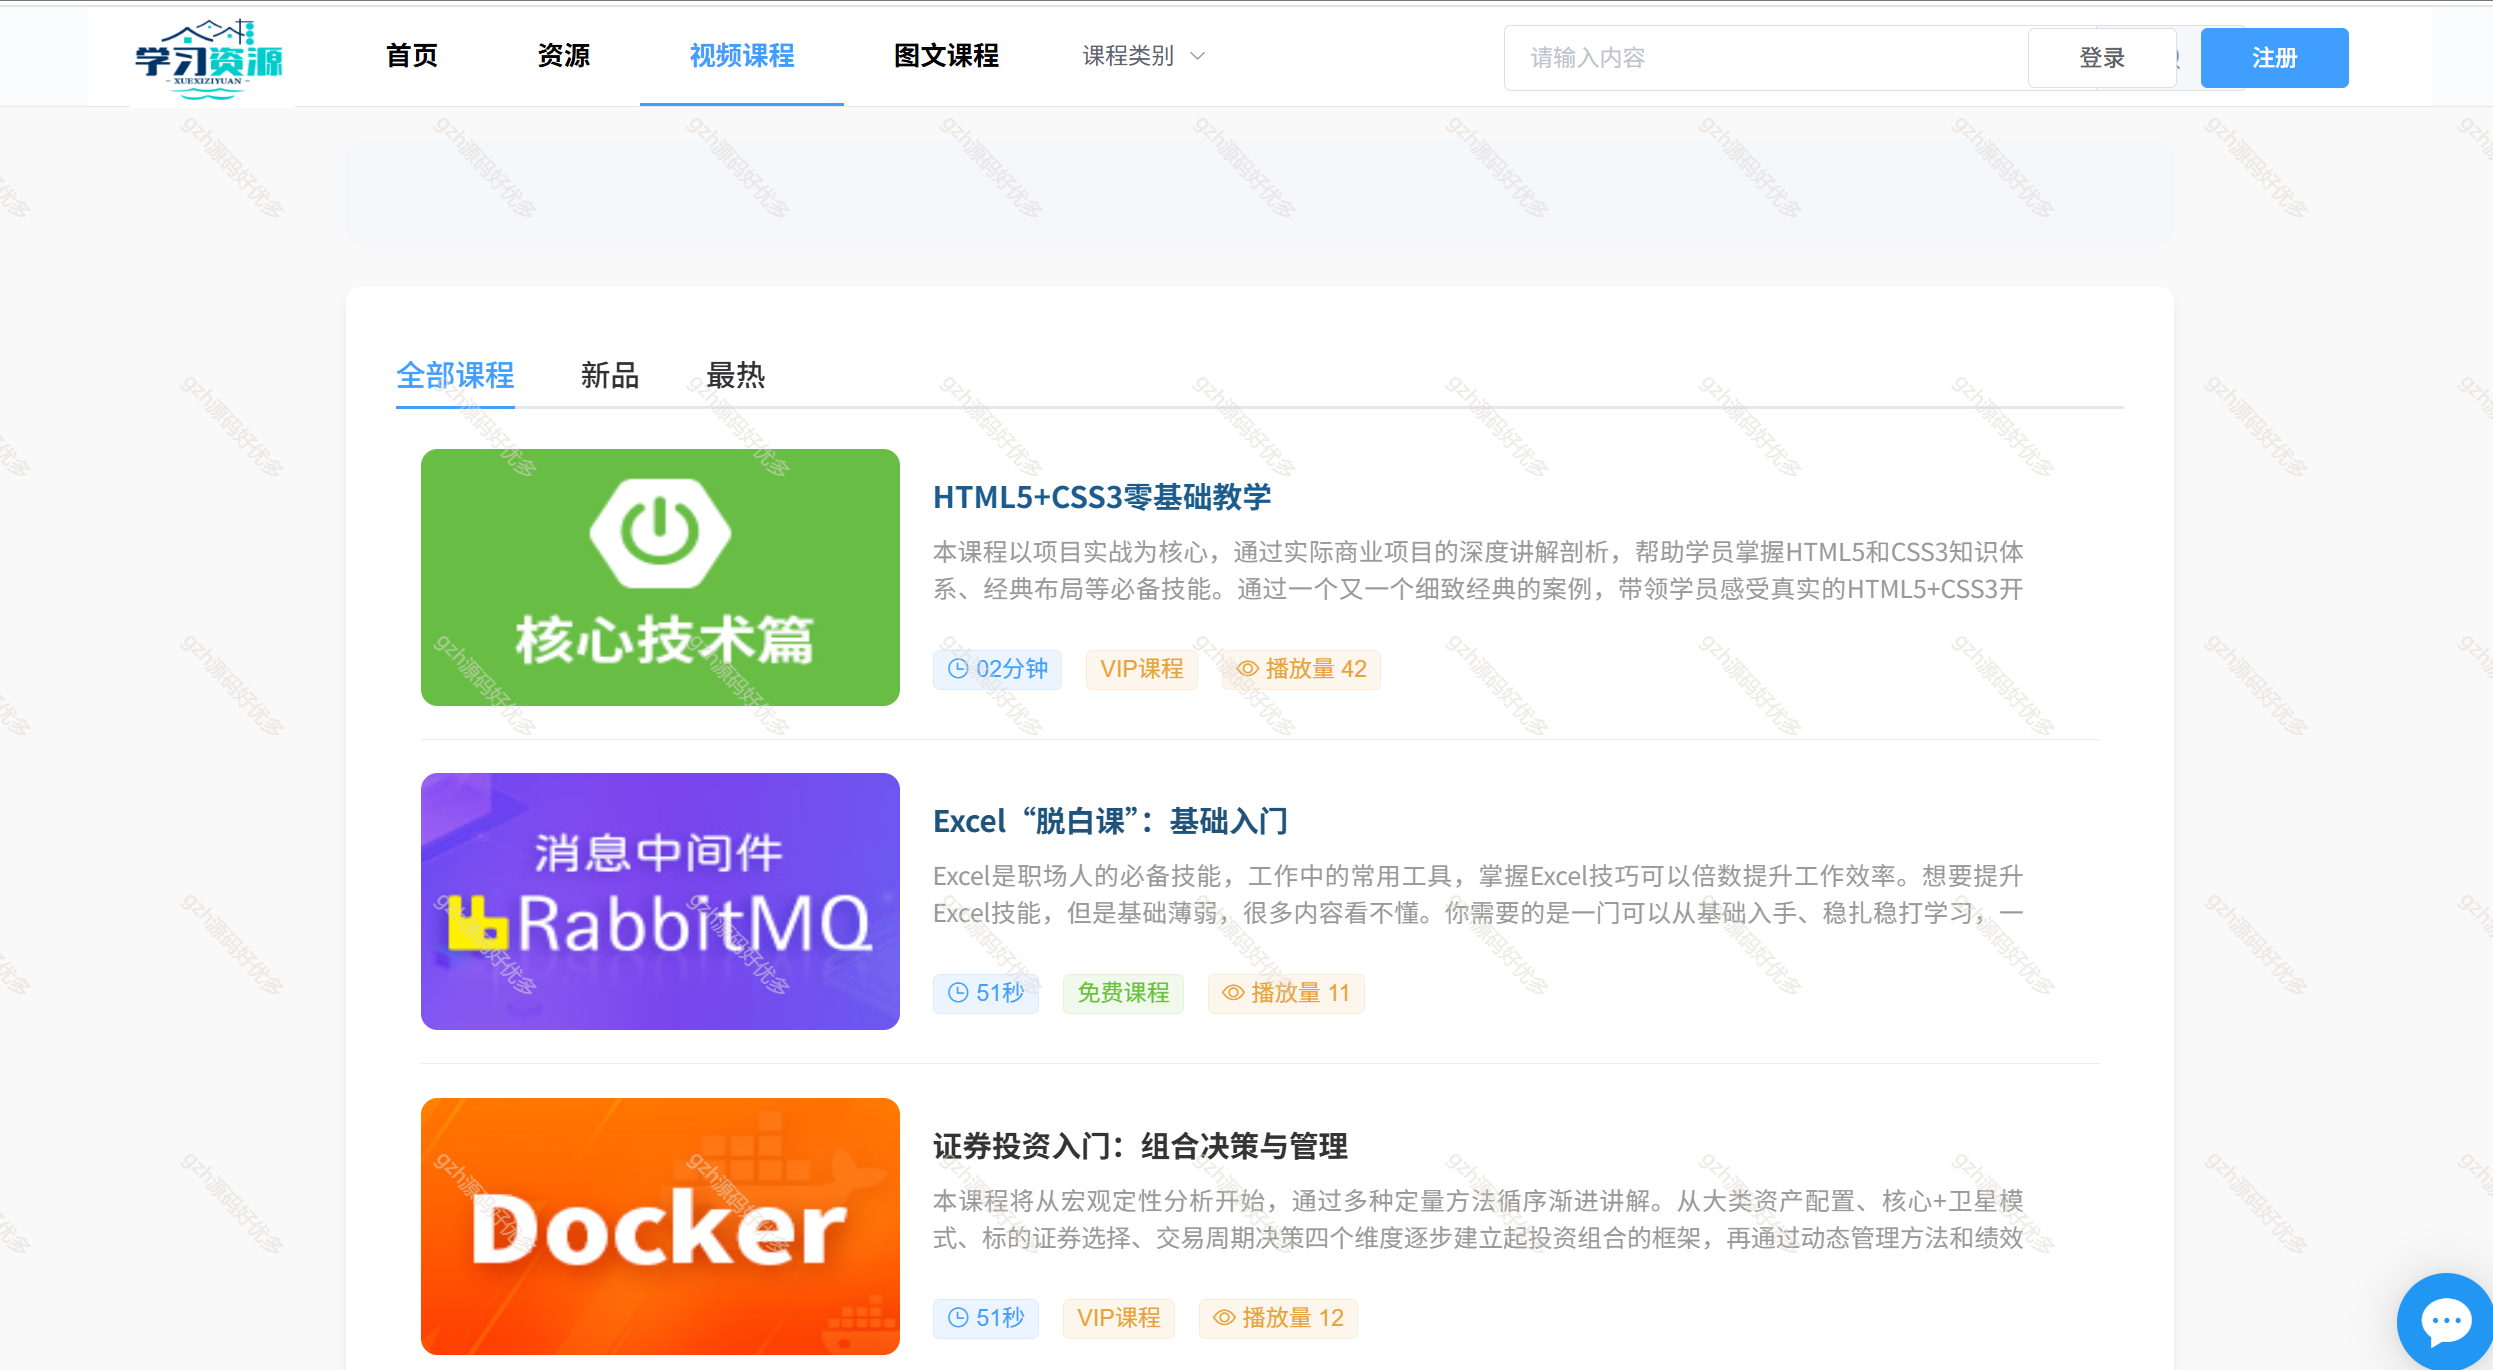 学习资源
- XUEXIZIYUAN -
首页
资源
视频课程
图文课程
课程类别
请输入内容
登录
注册
全部课程
新品
最热
核心技术篇
HTML5+CSS3零基础教学
本课程以项目实战为核心，通过实际商业项目的深度讲解剖析，帮助学员掌握HTML5和CSS3知识体
系、经典布局等必备技能。通过一个又一个细致经典的案例，带领学员感受真实的HTML5+CSS3开
02分钟
VIP课程
播放量 42
消息中间件
RabbitMQ
Excel“脱白课”：基础入门
Excel是职场人的必备技能，工作中的常用工具，掌握Excel技巧可以倍数提升工作效率。想要提升
Excel技能，但是基础薄弱，很多内容看不懂。你需要的是一门可以从基础入手、稳扎稳打学习，一
51秒
免费课程
播放量 11
Docker
证券投资入门：组合决策与管理
本课程将从宏观定性分析开始，通过多种定量方法循序渐进讲解。从大类资产配置、核心+卫星模
式、标的证券选择、交易周期决策四个维度逐步建立起投资组合的框架，再通过动态管理方法和绩效
51秒
VIP课程
播放量 12
gzh源码好优多